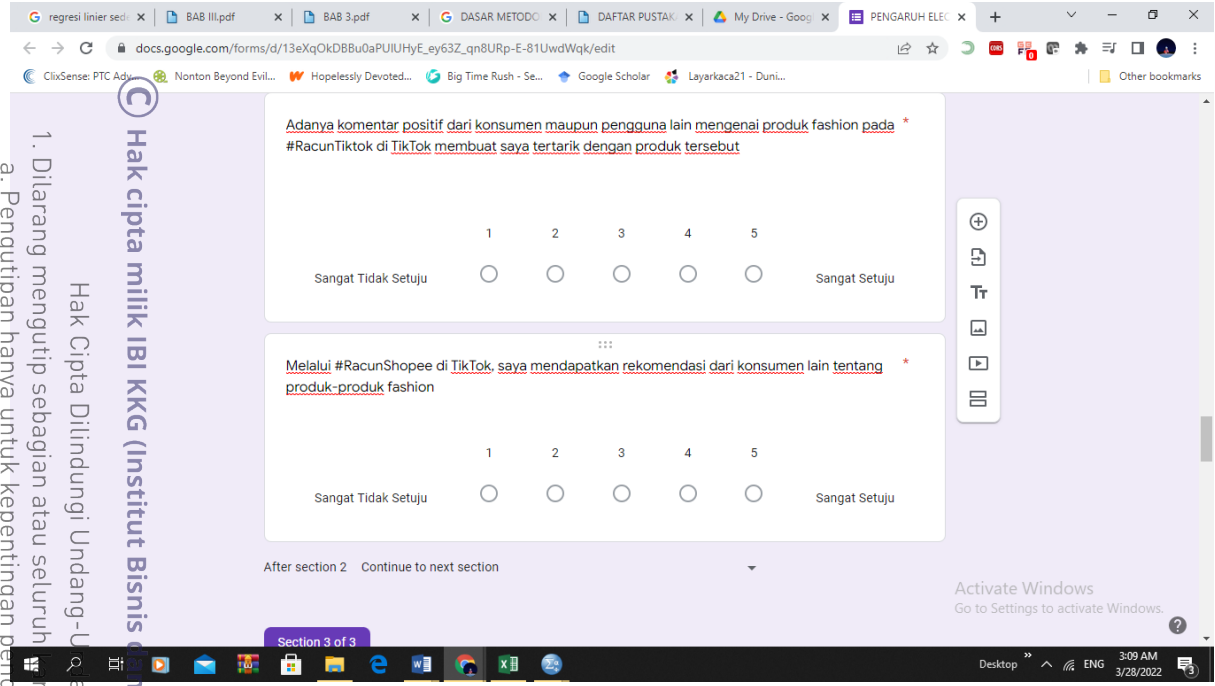 regresi linier sede
BAB III.pdf
BAB 3.pdf
DASAR METODO
DAFTAR PUSTAK
My Drive - Goog
PENGARUH ELEC
docs.google.com/forms/d/13eXqOkDBBu0aPUIUHyE_ey63Z_qn8URp-E-81UwdWqk/edit
ClixSense: PTC Adv...
Nonton Beyond Evil...
Hopelessly Devoted...
Big Time Rush - Se...
Google Scholar
Layarkaca21 - Duni...
Other bookmarks
Adanya komentar positif dari konsumen maupun pengguna lain mengenai produk fashion pada *
#RacunTiktok di TikTok membuat saya tertarik dengan produk tersebut
1 2 3 4 5
Sangat Tidak Setuju
Sangat Setuju
Melalui #RacunShopee di TikTok, saya mendapatkan rekomendasi dari konsumen lain tentang *
produk-produk fashion
1 2 3 4 5
Sangat Tidak Setuju
Sangat Setuju
After section 2 Continue to next section
Section 3 of 3
Activate Windows
Go to Settings to activate Windows.
Desktop
ENG
3:09 AM
3/28/2022
© Hak cipta milik IBI KKG (Institut Bisnis
Hak Cipta Dilindungi Undang-U
1. Dilarang mengutip sebagian atau seluruh
a. Pengutipan hanya untuk kepentingan